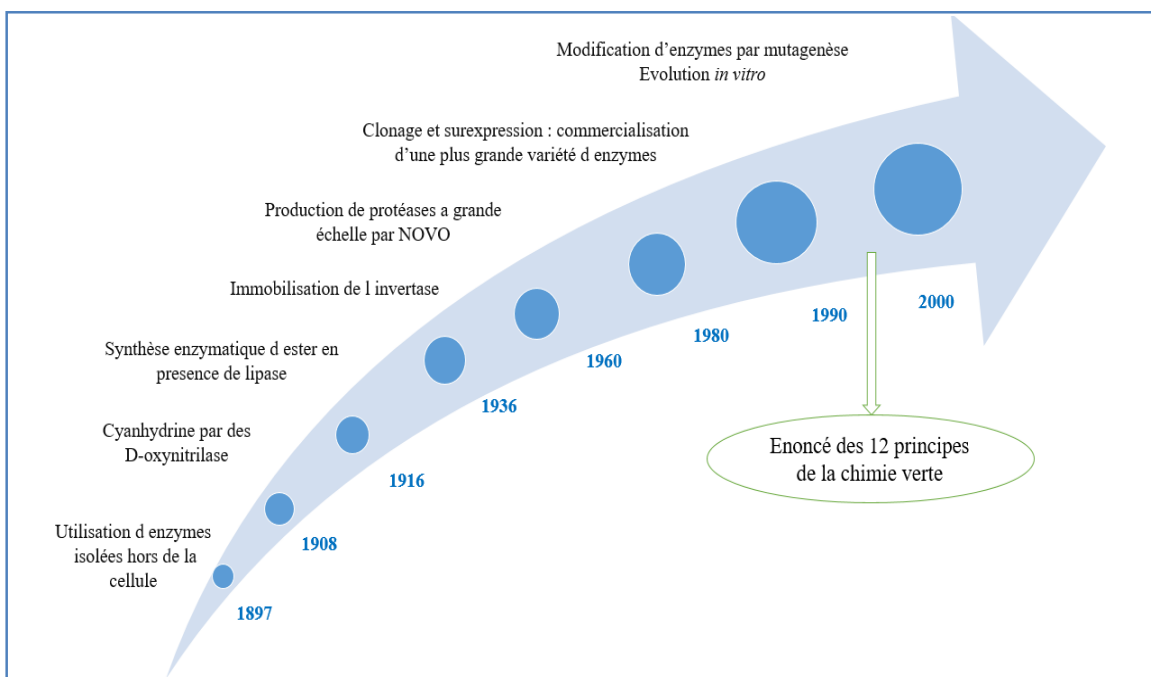 Modification d'enzymes par mutagenèse
Evolution in vitro
Clonage et surexpression : commercialisation
d'une plus grande variété d enzymes
Production de protéases a grande
échelle par NOVO
Immobilisation de l invertase
Synthèse enzymatique d ester en
presence de lipase
Cyanhydrine par des
D-oxynitrilase
Utilisation d enzymes
isolées hors de la
cellule
1897
1908
1916
1936
1960
1980
1990
2000
Enoncé des 12 principes
de la chimie verte